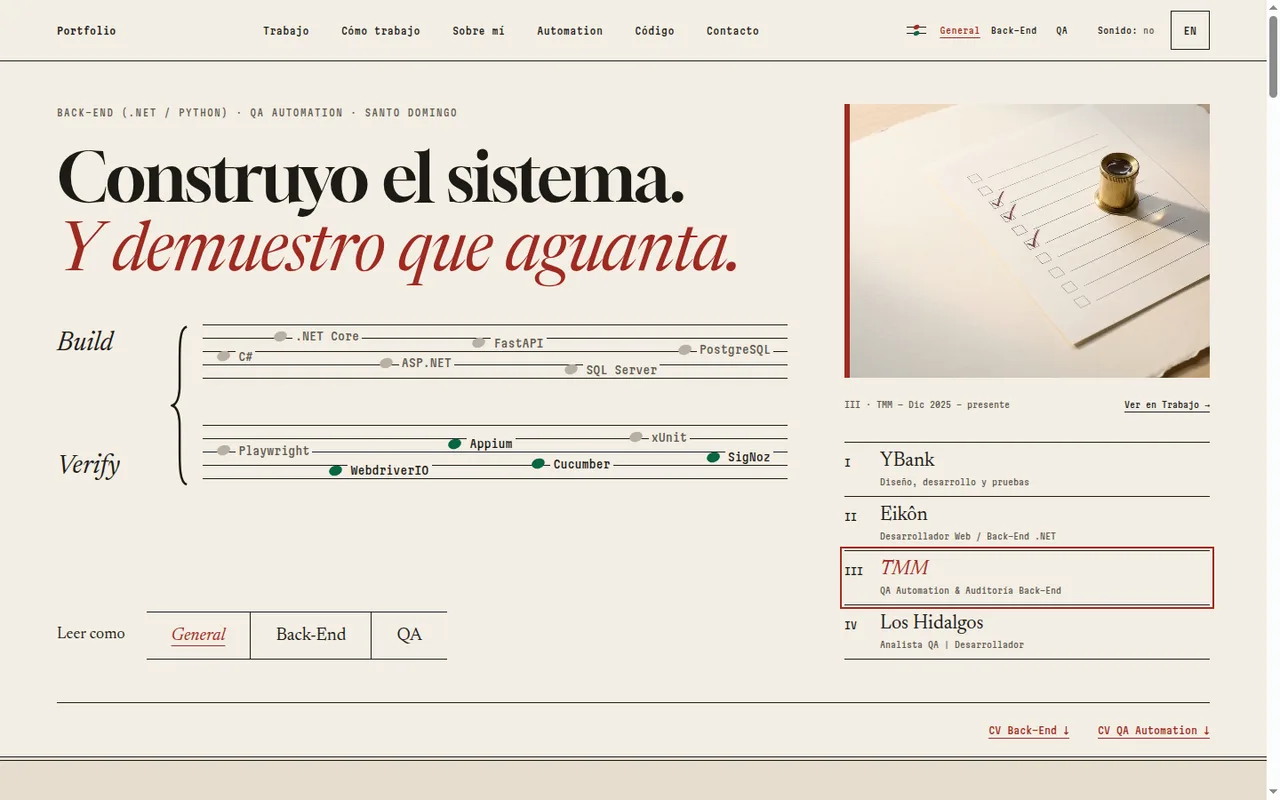 Portfolio
Trabajo
Cómo trabajo
Sobre mí
Automation
Código
Contacto
General
Back-End
QA
Sonido: no
EN
BACK-END (.NET / PYTHON) · QA AUTOMATION · SANTO DOMINGO
Construyo el sistema.
Y demuestro que aguanta.
Build
.NET Core
FastAPI
PostgreSQL
C#
ASP.NET
SQL Server
Verify
Playwright
Appium
xUnit
WebdriverIO
Cucumber
SigNoz
Leer como
General
Back-End
QA
III · TMM — Dic 2025 – presente
Ver en Trabajo →
I
YBank
Diseño, desarrollo y pruebas
II
Eikôn
Desarrollador Web / Back-End .NET
III
TMM
QA Automation & Auditoría Back-End
IV
Los Hidalgos
Analista QA | Desarrollador
CV Back-End ↓
CV QA Automation ↓